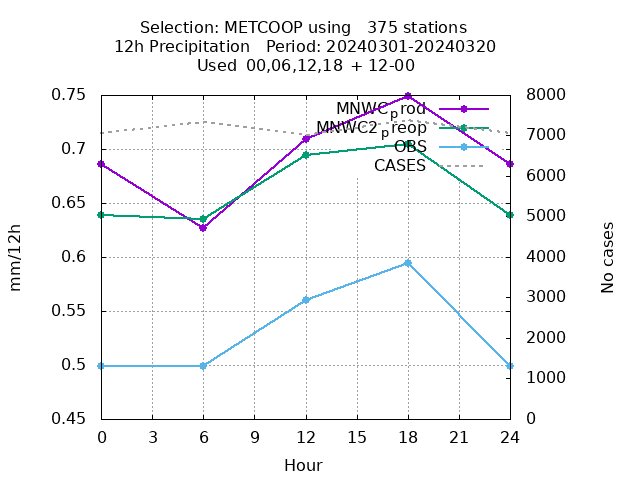 Selection: METCOOP using 375 stations
12h Precipitation Period: 20240301-20240320
Used 00,06,12,18 + 12-00
0.75
0.7
0.65
0.6
0.55
0.5
0.45
mm/12h
8000
7000
6000
5000
4000
3000
2000
1000
0
No cases
MNWCprod
MNWC2preop
OBS
CASES
0 3 6 9 12 15 18 21 24
Hour